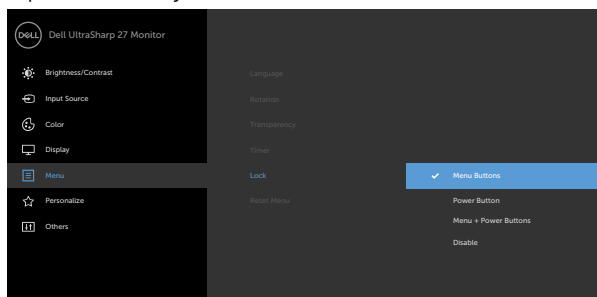 DELL
Dell UltraSharp 27 Monitor
Brightness/Contrast
Input Source
Color
Display
Menu
Personalize
Others
Language
Rotation
Transparency
Timer
Lock
Reset Menu
Menu Buttons
Power Button
Menu + Power Buttons
Disable